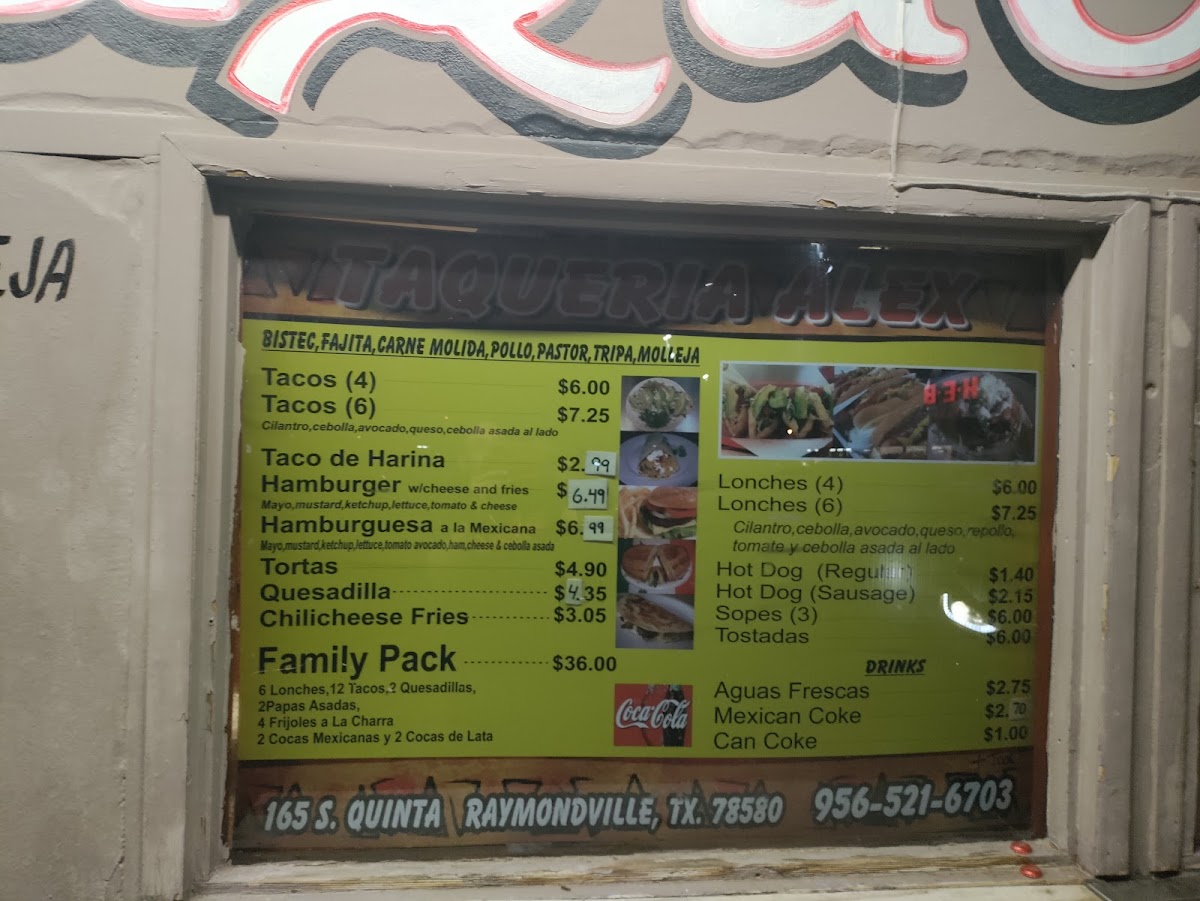 EJA
TAQUERIA ALEX
BISTEC,FAJITA,CARNE MOLIDA,POLLO,PASTOR,TRIPA,MOLLEJA
Tacos (4) $6.00
Tacos (6) $7.25
Cilantro,cebolla,avocado,queso,cebolla asada al lado
Taco de Harina $2.99
Hamburger w/cheese and fries $6.49
Mayo,mustard,ketchup,lettuce,tomato & cheese
Hamburguesa a la Mexicana $6.99
Mayo,mustard,ketchup,lettuce,tomato avocado,ham,cheese & cebolla asada
Tortas $4.90
Quesadilla $4.35
Chilicheese Fries $3.05
Family Pack $36.00
6 Lonches,12 Tacos,2 Quesadillas,
2Papas Asadas,
4 Frijoles a La Charra
2 Cocas Mexicanas y 2 Cocas de Lata
Coca-Cola
Lonches (4) $6.00
Lonches (6) $7.25
Cilantro,cebolla,avocado,queso,repollo,
tomate y cebolla asada al lado
Hot Dog (Regular) $1.40
Hot Dog (Sausage) $2.15
Sopes (3) $6.00
Tostadas $6.00
DRINKS
Aguas Frescas $2.75
Mexican Coke $2.70
Can Coke $1.00
165 S. QUINTA RAYMONDVILLE, TX. 78580 956-521-6703